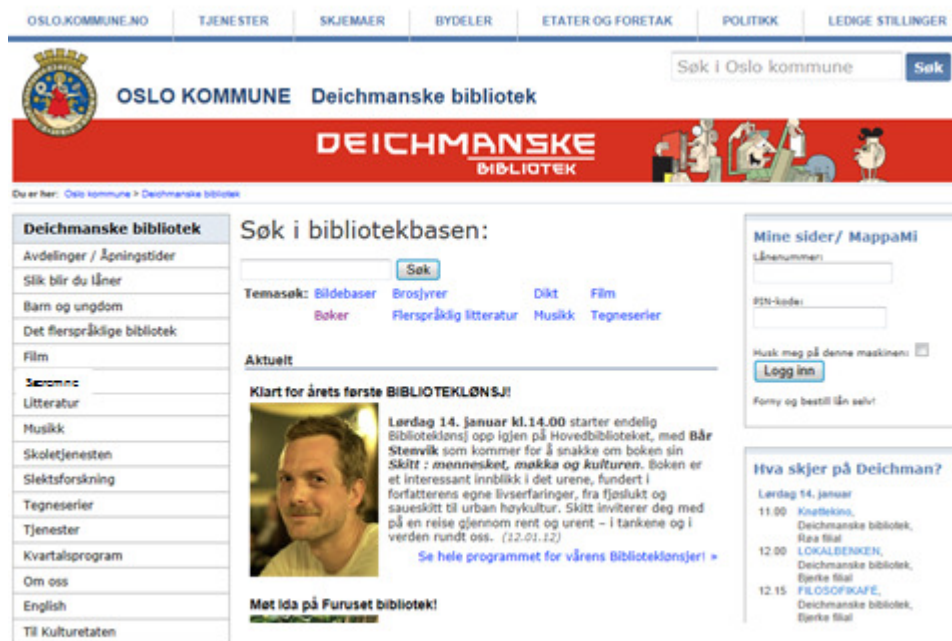 OSLO.KOMMUNE.NO TJENESTER SKJEMAER BYDELER ETATER OG FORETAK POLITIKK LEDIGE STILLINGER
Søk i Oslo kommune Søk
OSLO KOMMUNE Deichmanske bibliotek
DEICHMANSKE
BIBLIOTEK
Du er her: Oslo kommune > Deichmanske bibliotek
Deichmanske bibliotek
Avdelinger / Åpningstider
Slik blir du låner
Barn og ungdom
Det flerspråklige bibliotek
Film
Litteratur
Musikk
Skoletjenesten
Slektsforskning
Tegneserier
Tjenester
Kvartalsprogram
Om oss
English
Til Kulturetaten
Søk i bibliotekbasen:
Søk
Temasøk: Bildebaser Brosjyrer Dikt Film
Bøker Flerspråklig litteratur Musikk Tegneserier
Aktuelt
Klart for årets første BIBLIOTEKLØNSJ!
Lørdag 14. januar kl.14.00 starter endelig
Biblioteklønsj opp igjen på Hovedbiblioteket, med Bår
Stenvik som kommer for å snakke om boken sin
Skitt : mennesket, møkka og kulturen. Boken er
et interessant innblikk i det urene, fundert i
forfatterens egne livserfaringer, fra fjøslukt og
saueskitt til urban høykultur. Skitt inviterer deg med
på en reise gjennom rent og urent – i tankene og i
verden rundt oss. (12.01.12)
Se hele programmet for vårens Biblioteklønsjer! »
Møt Ida på Furuset bibliotek!
Mine sider/ MappaMi
Lånenummer:
PIN-kode:
Husk meg på denne maskinen:
Logg inn
Forny og bestill lån selv!
Hva skjer på Deichman?
Lørdag 14. januar
11.00 Knøttekino,
Deichmanske bibliotek,
Røa filial
12.00 LOKALBENKEN,
Deichmanske bibliotek,
Bjerke filial
12.15 FILOSOFIKAFÉ,
Deichmanske bibliotek,
Bjerke filial